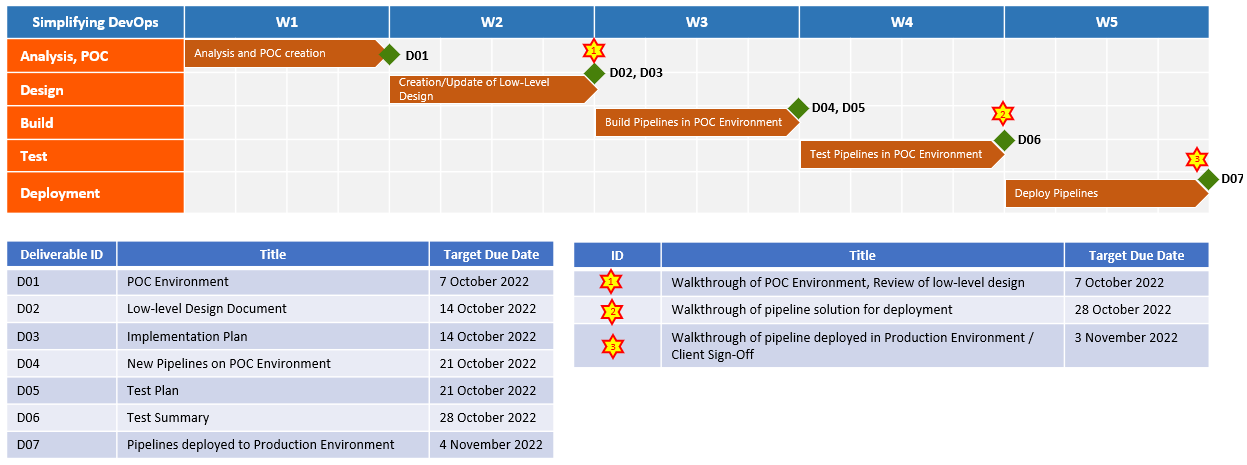 Simplifying DevOps W1 W2 W3 W4 W5
Analysis, POC
Analysis and POC creation
D01
1
Design
Creation/Update of Low-Level
Design
D02, D03
Build
Build Pipelines in POC Environment
D04, D05
2
Test
Test Pipelines in POC Environment
D06
3
Deployment
Deploy Pipelines
D07
Deliverable ID Title Target Due Date
D01 POC Environment 7 October 2022
D02 Low-level Design Document 14 October 2022
D03 Implementation Plan 14 October 2022
D04 New Pipelines on POC Environment 21 October 2022
D05 Test Plan 21 October 2022
D06 Test Summary 28 October 2022
D07 Pipelines deployed to Production Environment 4 November 2022
ID Title Target Due Date
1 Walkthrough of POC Environment, Review of low-level design 7 October 2022
2 Walkthrough of pipeline solution for deployment 28 October 2022
3 Walkthrough of pipeline deployed in Production Environment / 3 November 2022
Client Sign-Off